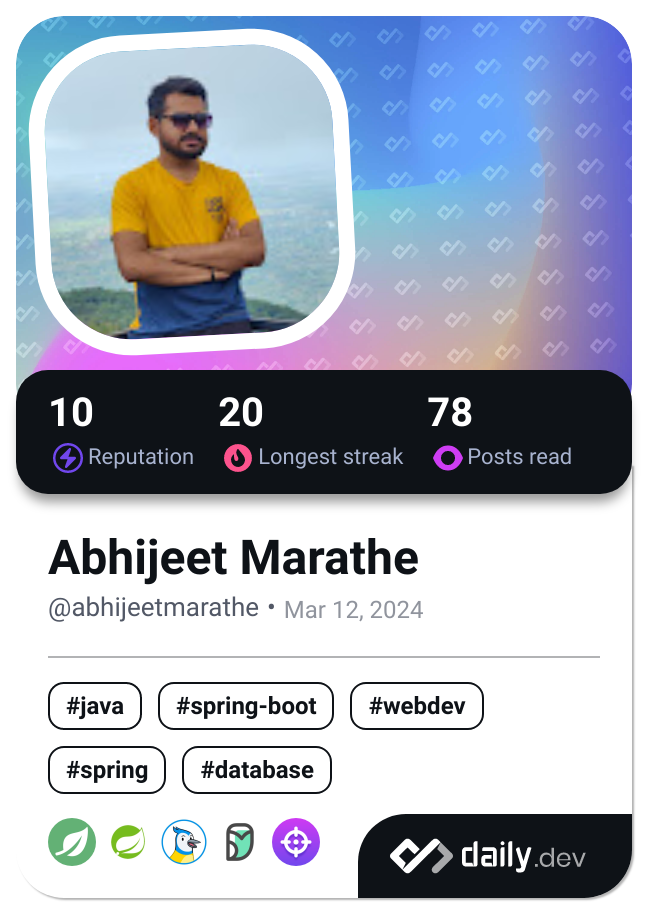 10 20 78
Reputation Longest streak Posts read
Abhijeet Marathe
@abhijeetmarathe • Mar 12, 2024
#java #spring-boot #webdev
#spring #database
daily.dev